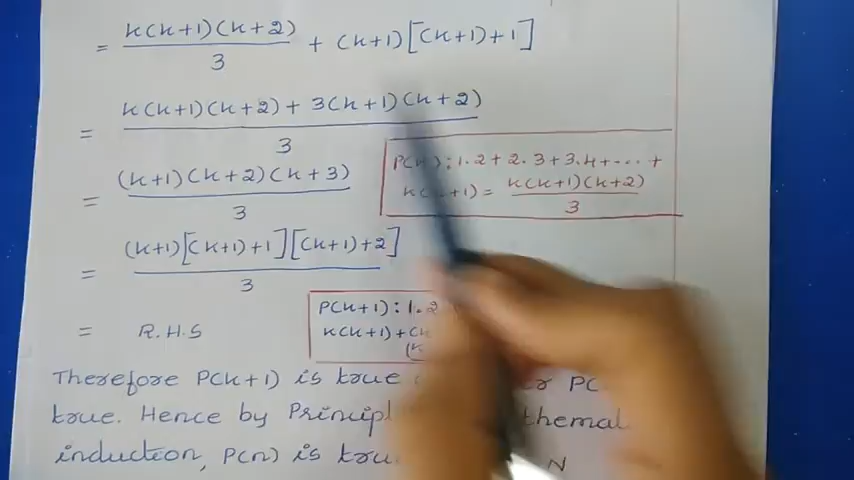 = k(k+1)(k+2)/3 + (k+1)[(k+1)+1]
= k(k+1)(k+2) + 3(k+1)(k+2)/3
= (k+1)(k+2)(k+3)/3
P(k): 1.2+2.3+3.4+...+
k(k+1) = k(k+1)(k+2)/3
= (k+1)[(k+1)+1][(k+1)+2]/3
= R.H.S
P(k+1): 1.2
k(k+1)+
Therefore P(k+1) is true
true. Hence by
induction, P(n) is N